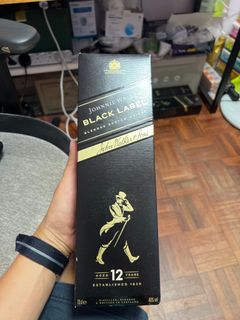 JOHNNIE WALKER
BLACK LABEL
BLENDED SCOTCH WHISKY
John Walker & Sons
AGED 12 YEARS
ESTABLISHED 1820
70cl e
40% vol